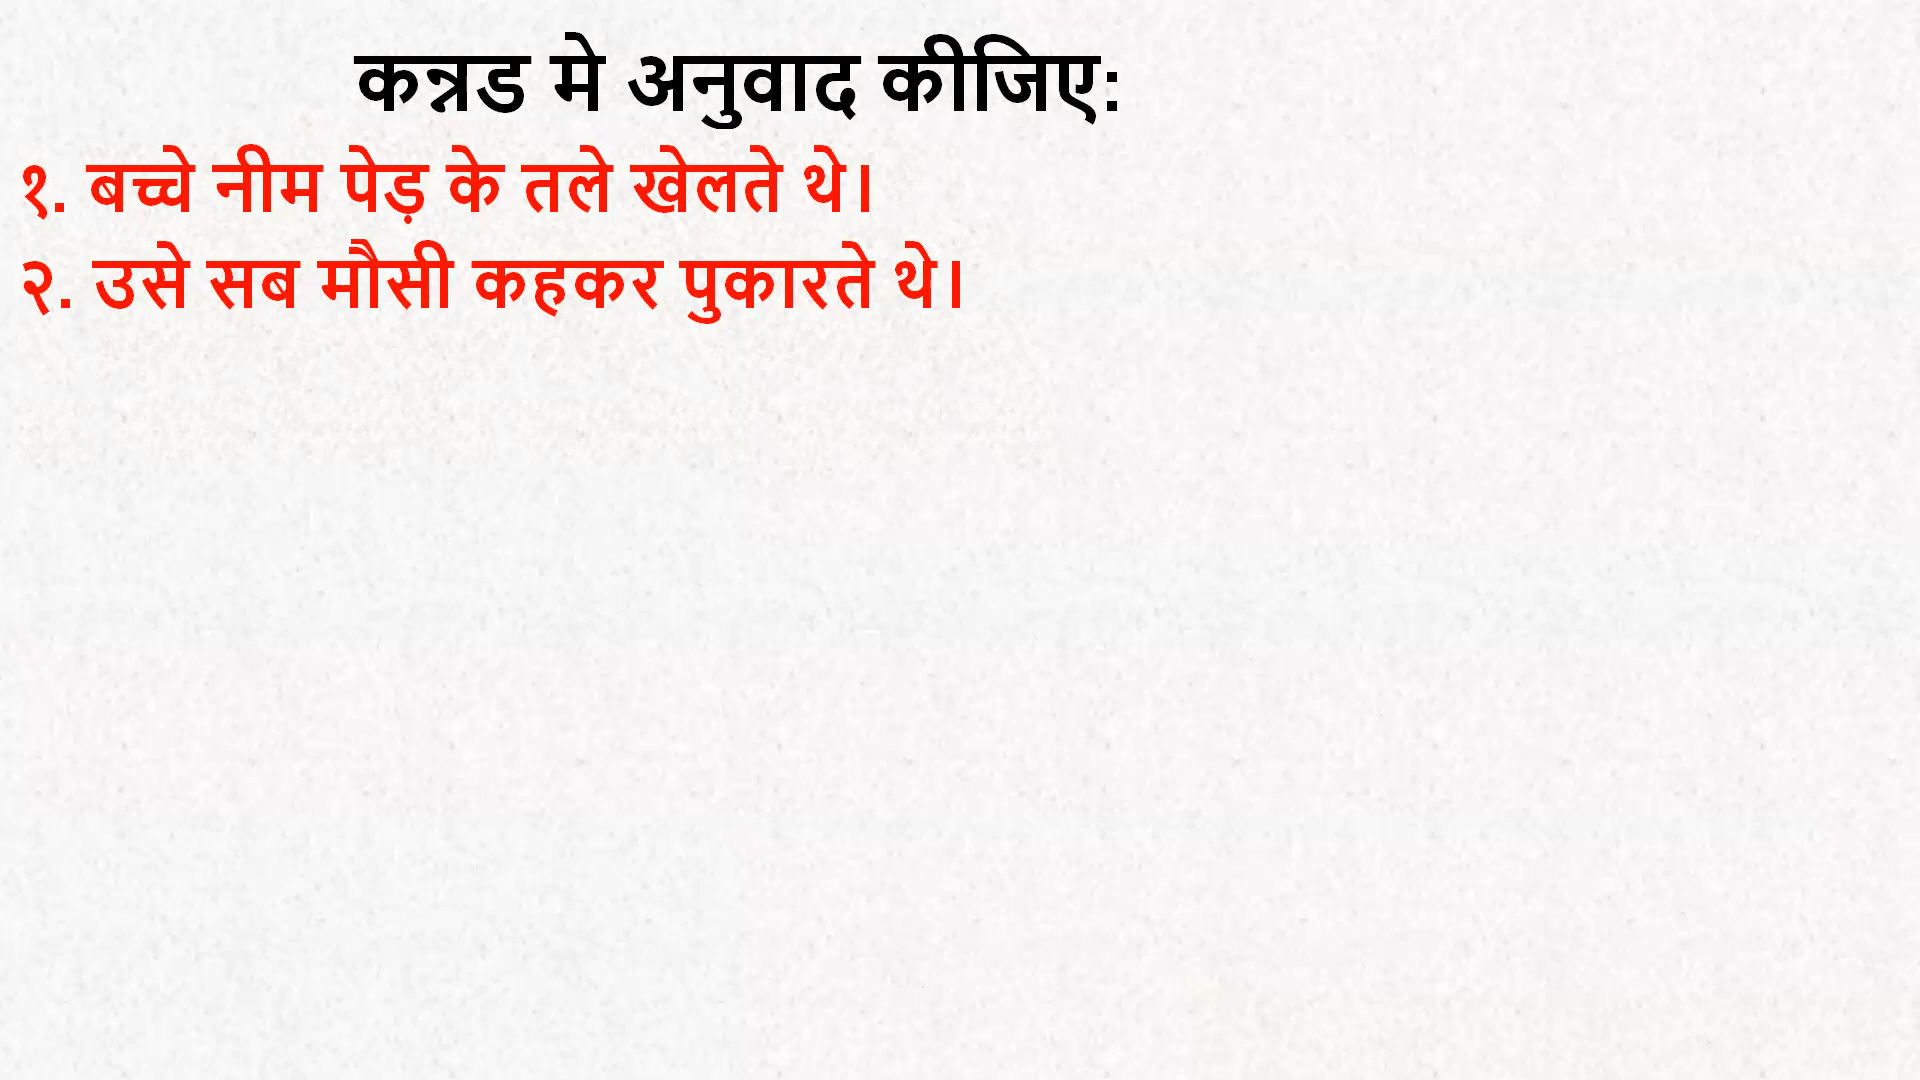 कन्नड मे अनुवाद कीजिए:
१. बच्चे नीम पेड़ के तले खेलते थे।
२. उसे सब मौसी कहकर पुकारते थे।